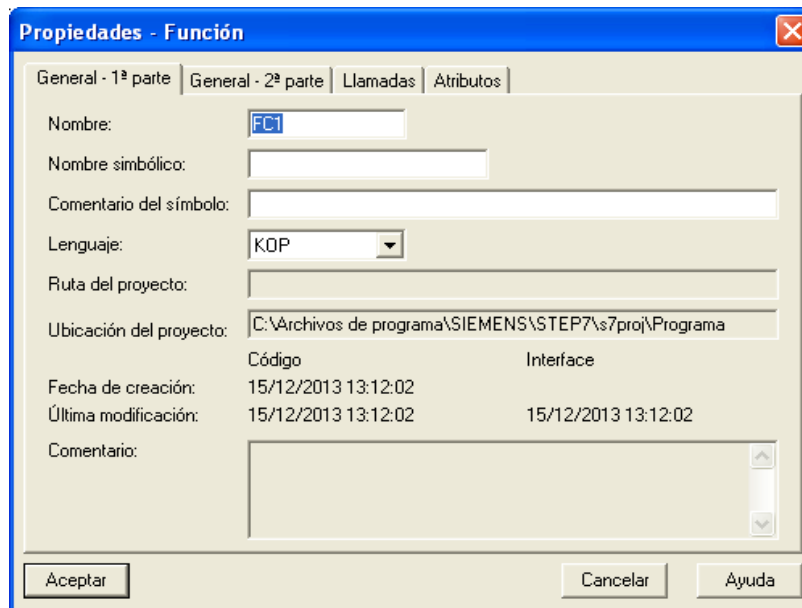 Propiedades - Función
General - 1ª parte General - 2ª parte Llamadas Atributos
Nombre: FC1
Nombre simbólico:
Comentario del símbolo:
Lenguaje: KOP
Ruta del proyecto:
Ubicación del proyecto: C:\Archivos de programa\SIEMENS\STEP7\s7proj\Programa
Código Interface
Fecha de creación: 15/12/2013 13:12:02
Última modificación: 15/12/2013 13:12:02 15/12/2013 13:12:02
Comentario:
Aceptar Cancelar Ayuda